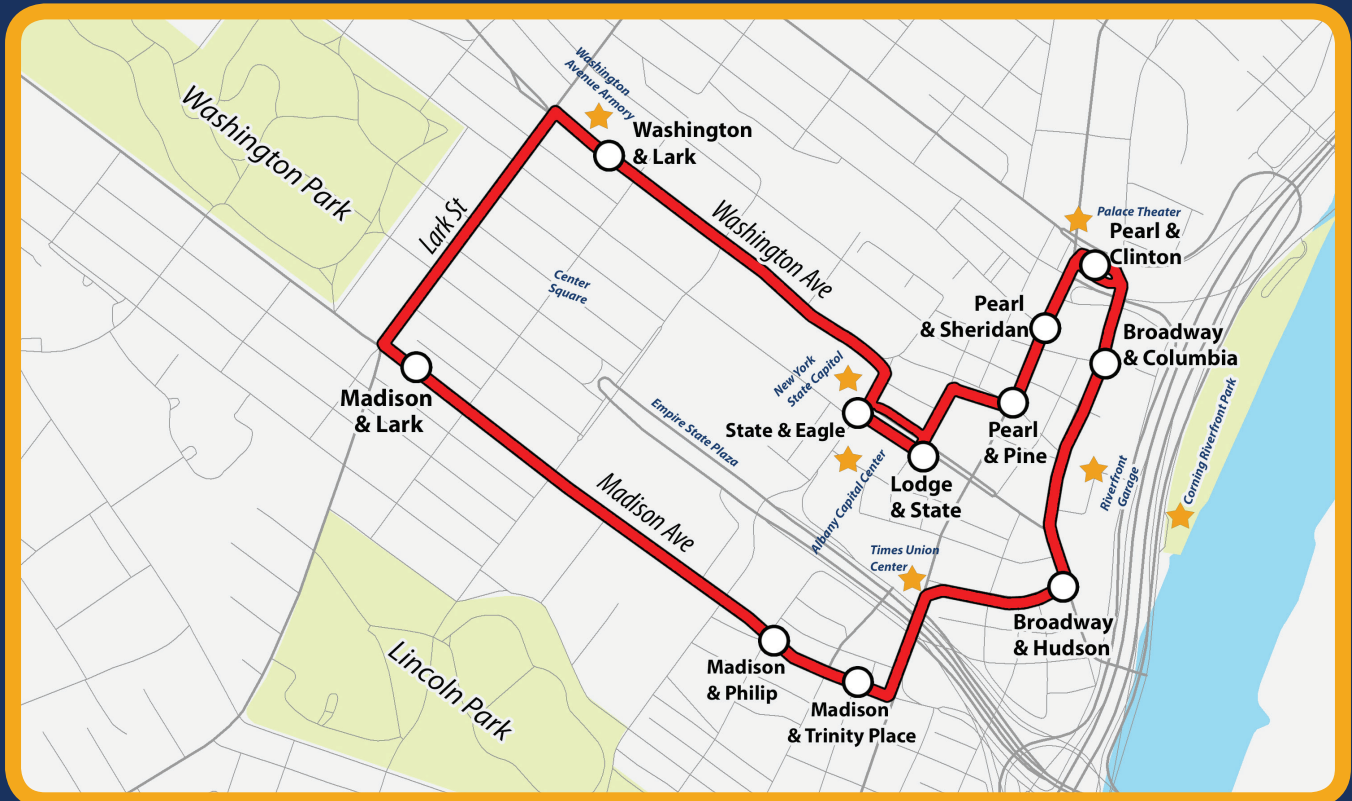 Washington
Avenue Armory
Washington
& Lark
Washington Park
Lark St
Washington Ave
Palace Theater
Pearl &
Clinton
Center
Square
Pearl
& Sheridan
Broadway
& Columbia
New York
State Capitol
Madison
& Lark
State & Eagle
Pearl
& Pine
Empire State Plaza
Lodge
& State
Albany Capital Center
Riverfront
Garage
Corning Riverfront Park
Madison Ave
Times Union
Center
Broadway
& Hudson
Lincoln Park
Madison
& Philip
Madison
& Trinity Place